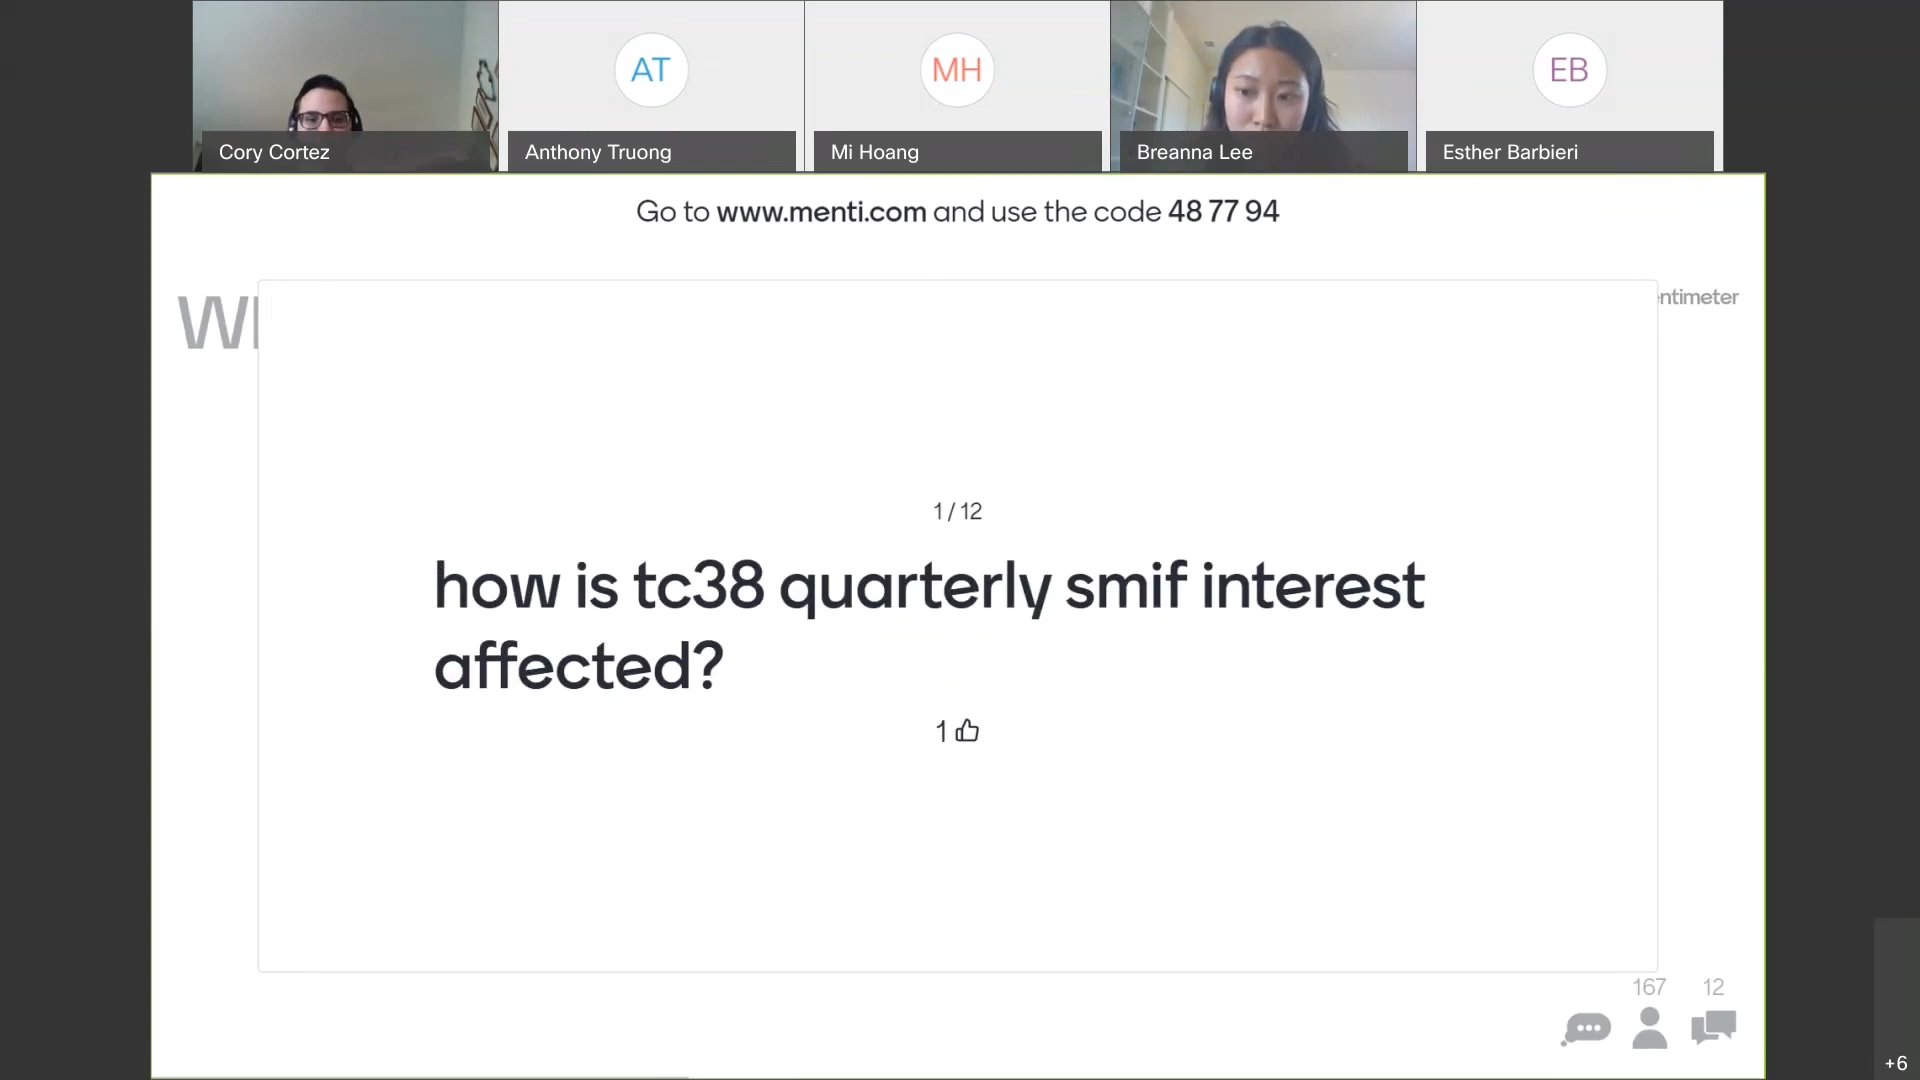 AT
MH
EB
Cory Cortez
Anthony Truong
Mi Hoang
Breanna Lee
Esther Barbieri
Go to www.menti.com and use the code 48 77 94
ntimeter
1 / 12
how is tc38 quarterly smif interest
affected?
1
167
12
+6